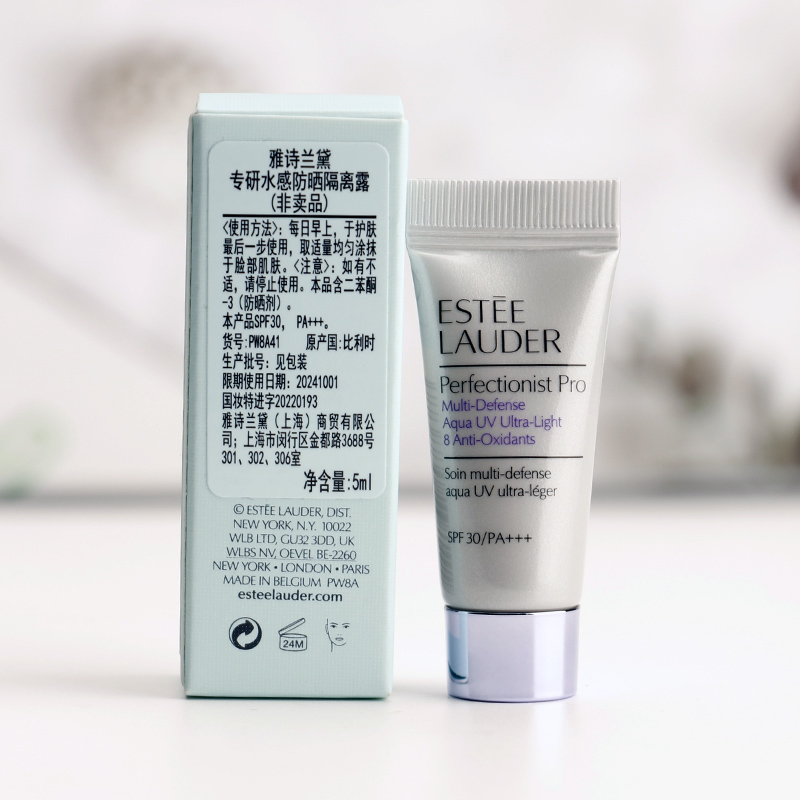 雅诗兰黛
专研水感防晒隔离露
(非卖品)
〈使用方法〉：每日早上，于护肤
最后一步使用，取适量均匀涂抹
于脸部肌肤。〈注意〉：如有不
适，请停止使用。本品含二苯酮
-3（防晒剂）。
本产品SPF30， PA+++。
货号:PW8A41 原产国:比利时
生产批号：见包装
限期使用日期：20241001
国妆特进字20220193
雅诗兰黛（上海）商贸有限公
司；上海市闵行区金都路3688号
301、302、306室
净含量:5ml
© ESTĒE LAUDER, DIST.
NEW YORK, N.Y. 10022
WLB LTD, GU32 3DD, UK
WLBS NV, OEVEL BE-2260
NEW YORK • LONDON • PARIS
MADE IN BELGIUM PW8A
esteelauder.com
24M
ESTĒE
LAUDER
Perfectionist Pro
Multi-Defense
Aqua UV Ultra-Light
8 Anti-Oxidants
Soin multi-defense
aqua UV ultra-léger
SPF 30/PA+++